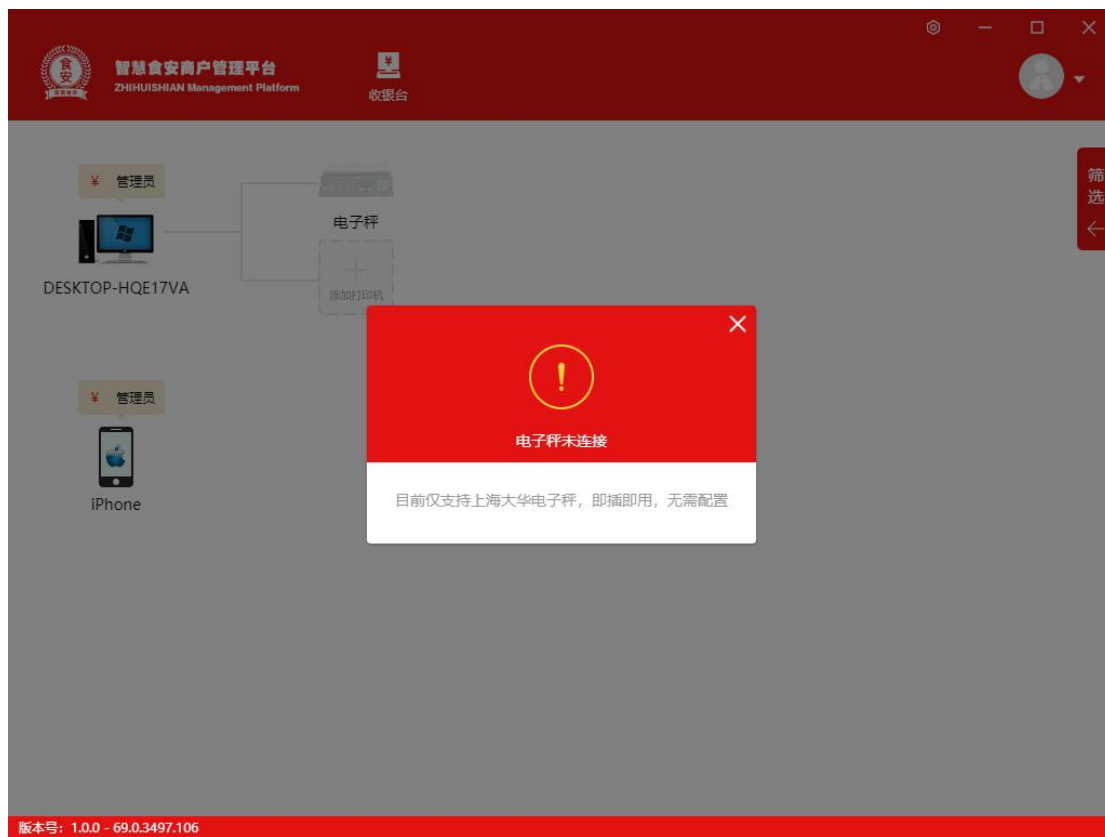 食安
智慧食安商户管理平台
ZHIHUISHIAN Management Platform
¥
收银台
筛选
¥ 管理员
电子秤
DESKTOP-HQE17VA
添加打印机
电子秤未连接
目前仅支持上海大华电子秤，即插即用，无需配置
¥ 管理员
iPhone
版本号：1.0.0 - 69.0.3497.106